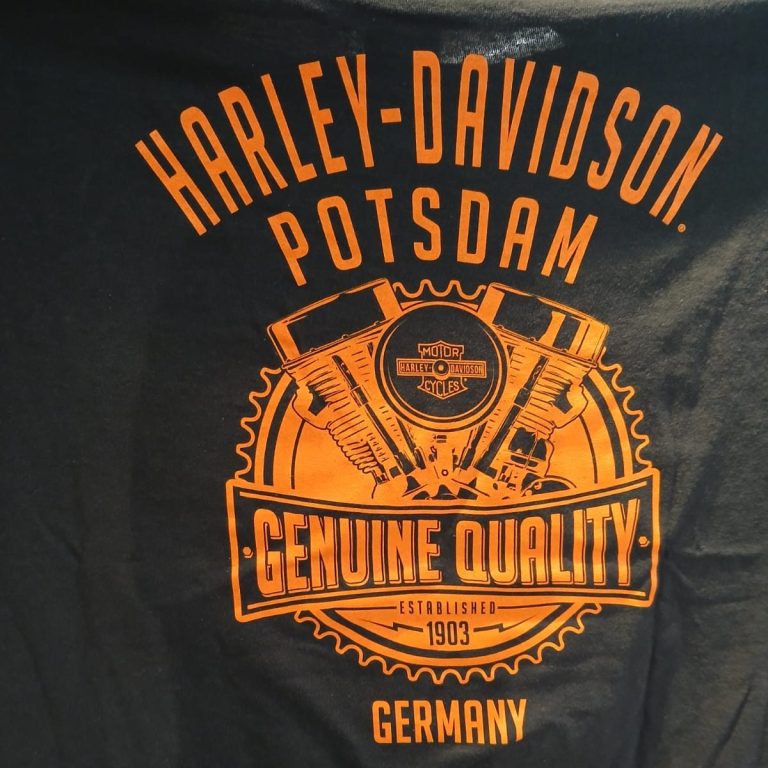 HARLEY-DAVIDSON®
POTSDAM
MOTOR
HARLEY-DAVIDSON
CYCLES
GENUINE QUALITY
ESTABLISHED
1903
GERMANY